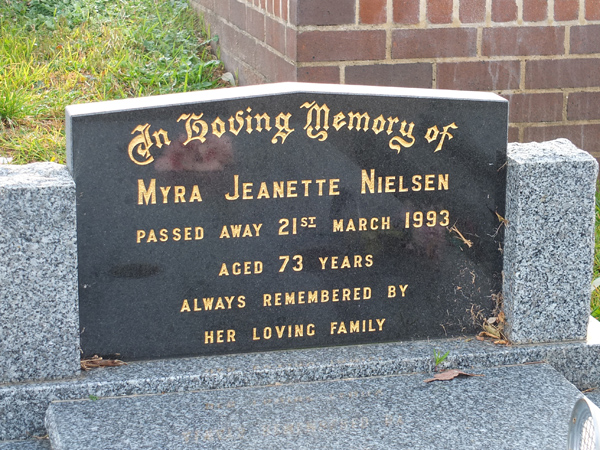 In Loving Memory of
Myra Jeanette Nielsen
PASSED AWAY 21ST MARCH 1993
AGED 73 YEARS
ALWAYS REMEMBERED BY
HER LOVING FAMILY